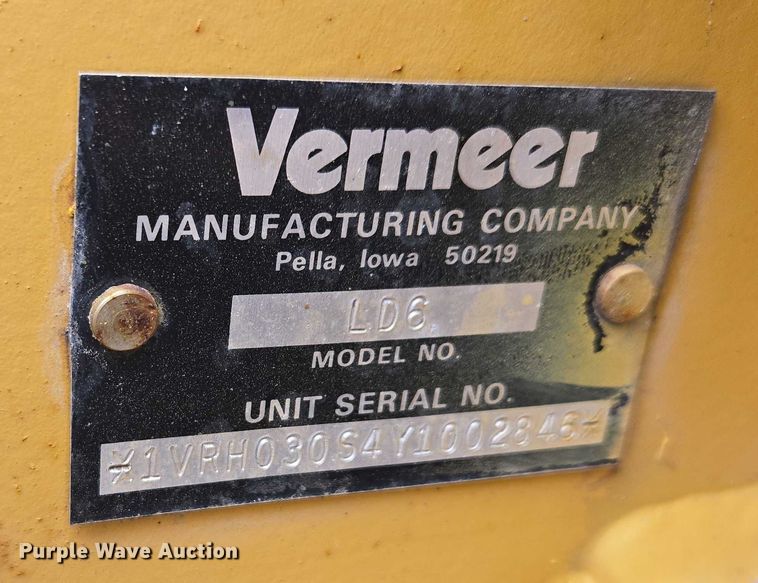 Vermeer
MANUFACTURING COMPANY
Pella, Iowa 50219
LD6
MODEL NO.
UNIT SERIAL NO.
*1VRH030S4Y1002846*
Purple Wave Auction